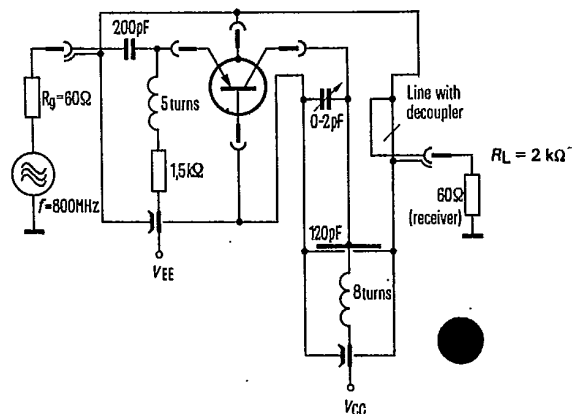 200pF
Rg=60Ω
5 turns
1,5kΩ
f=800MHz
VEE
0-2pF
Line with
decoupler
RL = 2 kΩ
60Ω
(receiver)
120pF
8turns
VCC